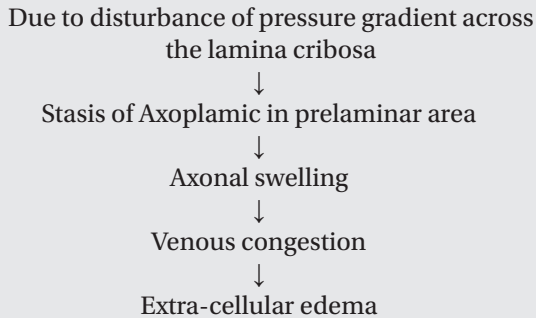 Due to disturbance of pressure gradient across
the lamina cribosa
↓
Stasis of Axoplamic in prelaminar area
↓
Axonal swelling
↓
Venous congestion
↓
Extra-cellular edema